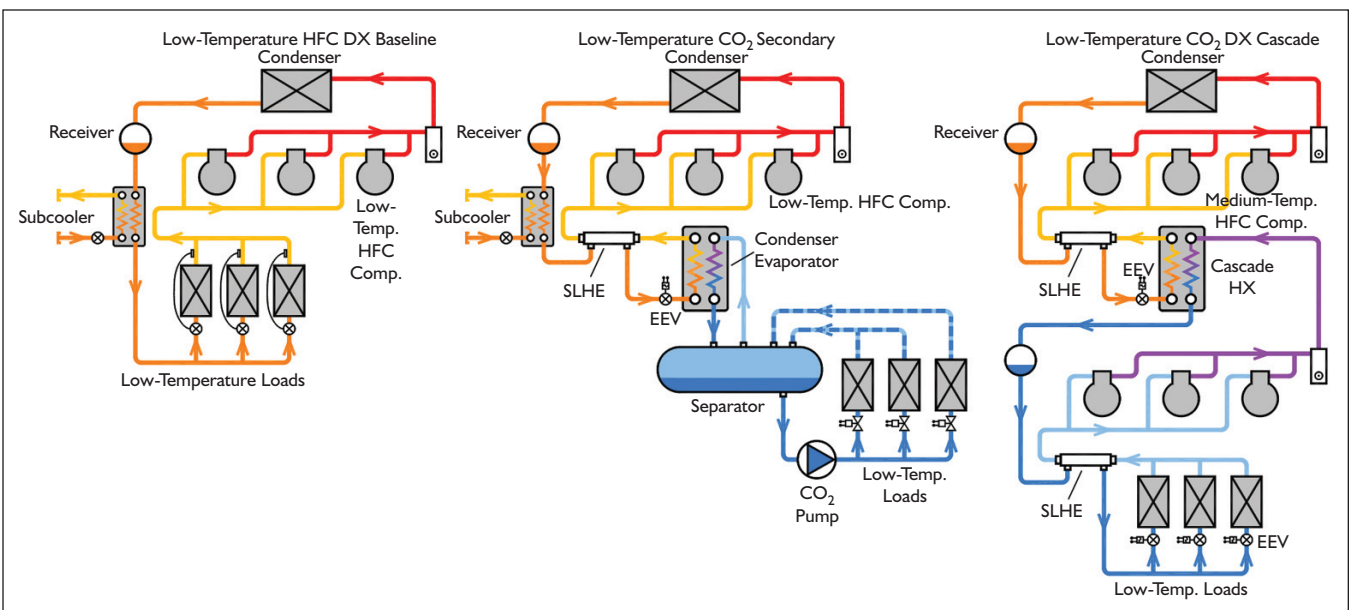 Low-Temperature HFC DX Baseline
Condenser
Receiver
Subcooler
Low-
Temp.
HFC
Comp.
Low-Temperature Loads
Low-Temperature CO2 Secondary
Condenser
Receiver
Subcooler
Low-Temp. HFC Comp.
SLHE
EEV
Condenser
Evaporator
Separator
CO2
Pump
Low-Temp.
Loads
Low-Temperature CO2 DX Cascade
Condenser
Receiver
Medium-Temp.
HFC Comp.
SLHE
EEV
Cascade
HX
SLHE
EEV
Low-Temp. Loads